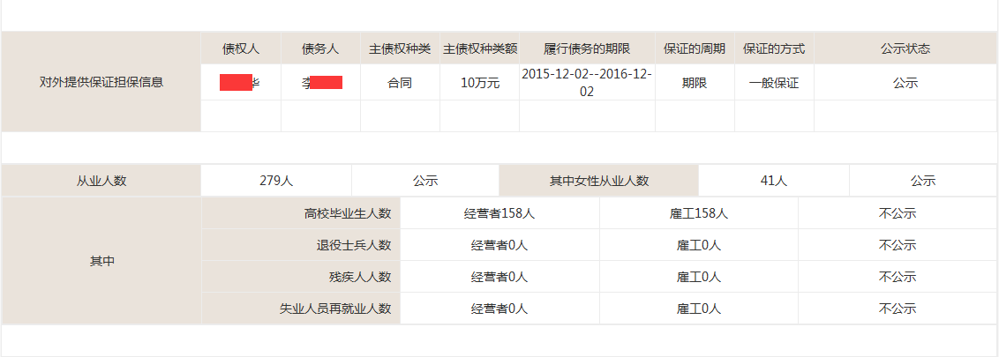 债权人 债务人 主债权种类 主债权种类额 履行债务的期限 保证的周期 保证的方式 公示状态
对外提供保证担保信息
华 李 合同 10万元 2015-12-02--2016-12-02 期限 一般保证 公示
从业人数 279人 公示 其中女性从业人数 41人 公示
其中
高校毕业生人数 经营者158人 雇工158人 不公示
退役士兵人数 经营者0人 雇工0人 不公示
残疾人人数 经营者0人 雇工0人 不公示
失业人员再就业人数 经营者0人 雇工0人 不公示